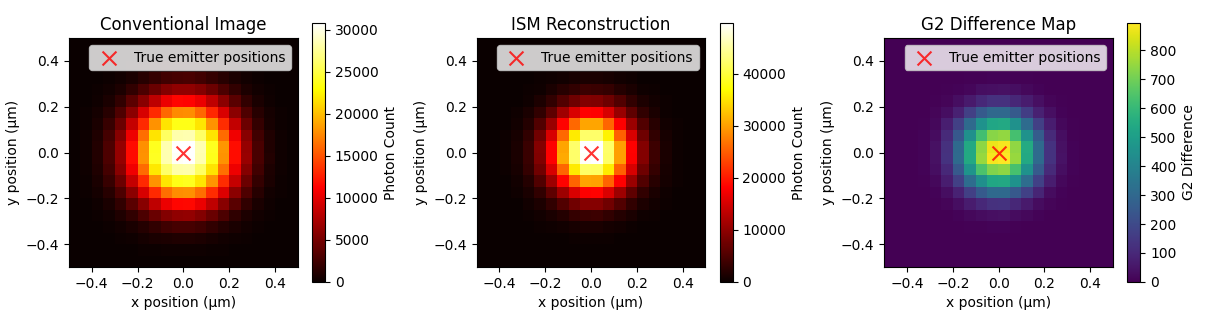 Conventional Image
True emitter positions
0.4
0.2
0.0
−0.2
−0.4
y position (μm)
−0.4 −0.2 0.0 0.2 0.4
x position (μm)
30000
25000
20000
15000
10000
5000
0
Photon Count
ISM Reconstruction
True emitter positions
0.4
0.2
0.0
−0.2
−0.4
y position (μm)
−0.4 −0.2 0.0 0.2 0.4
x position (μm)
40000
30000
20000
10000
0
Photon Count
G2 Difference Map
True emitter positions
0.4
0.2
0.0
−0.2
−0.4
y position (μm)
−0.4 −0.2 0.0 0.2 0.4
x position (μm)
800
700
600
500
400
300
200
100
0
G2 Difference